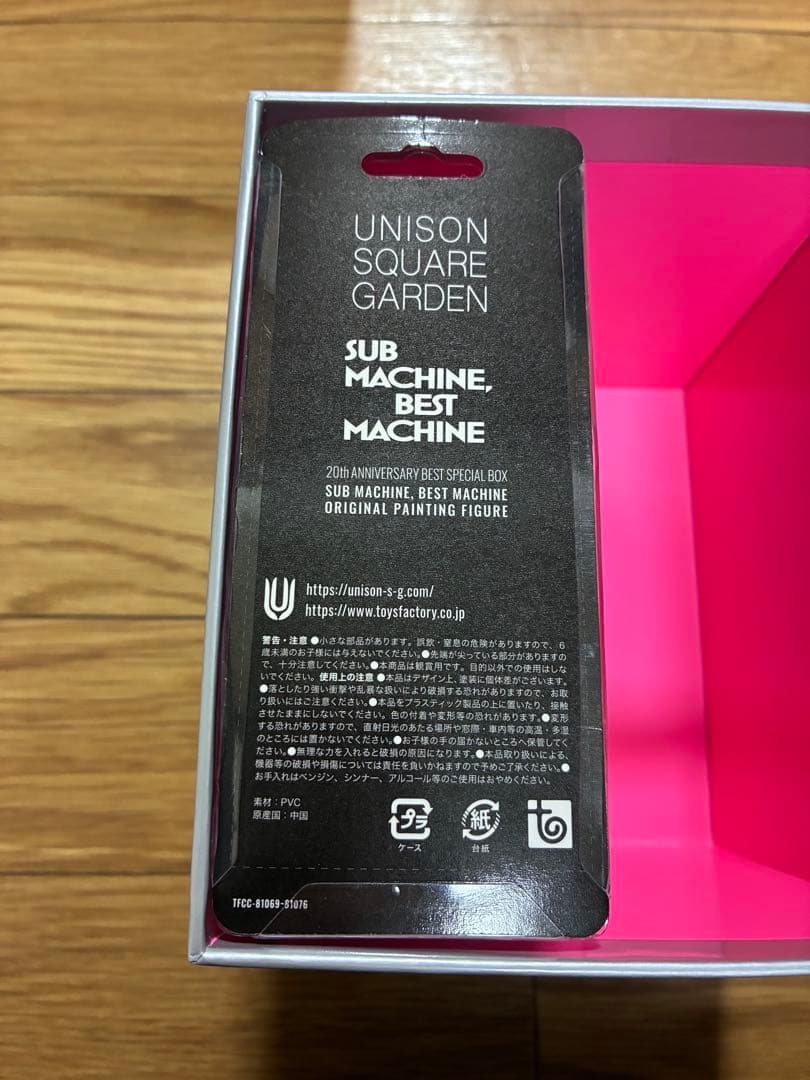 UNISON
SQUARE
GARDEN
SUB
MACHINE,
BEST
MACHINE
20th ANNIVERSARY BEST SPECIAL BOX
SUB MACHINE, BEST MACHINE
ORIGINAL PAINTING FIGURE
https://unison-s-g.com/
https://www.toysfactory.co.jp
警告・注意 ●小さな部品があります。誤飲・窒息の危険がありますので、6
歳未満のお子様には与えないでください。●先端が尖っている部分があります
ので、十分注意してください。●本商品は観賞用です。目的以外での使用はしな
いでください。使用上の注意 ●本品はデザイン上、塗装に個体差がございます。
●落としたり強い衝撃や乱暴な扱いにより破損する恐れがありますので、お取
り扱いにはご注意ください。●本品をプラスティック製品の上に置いたり、接触
させたままにしないでください。色の付着や変形等の恐れがあります。●変形
する恐れがありますので、直射日光のあたる場所や窓際・車内等の高温・多湿
のところには置かないでください。●お子様の手の届かないところへ保管してく
ださい。●無理な力を入れると破損の原因になります。●本品取り扱いによる、
機器等の破損や損傷については責任を負いかねますので予めご了承ください。●
お手入れはベンジン、シンナー、アルコール等のご使用はおやめください。
素材：PVC
原産国：中国
プラ
ケース
紙
台紙
TFCC-81069~81076